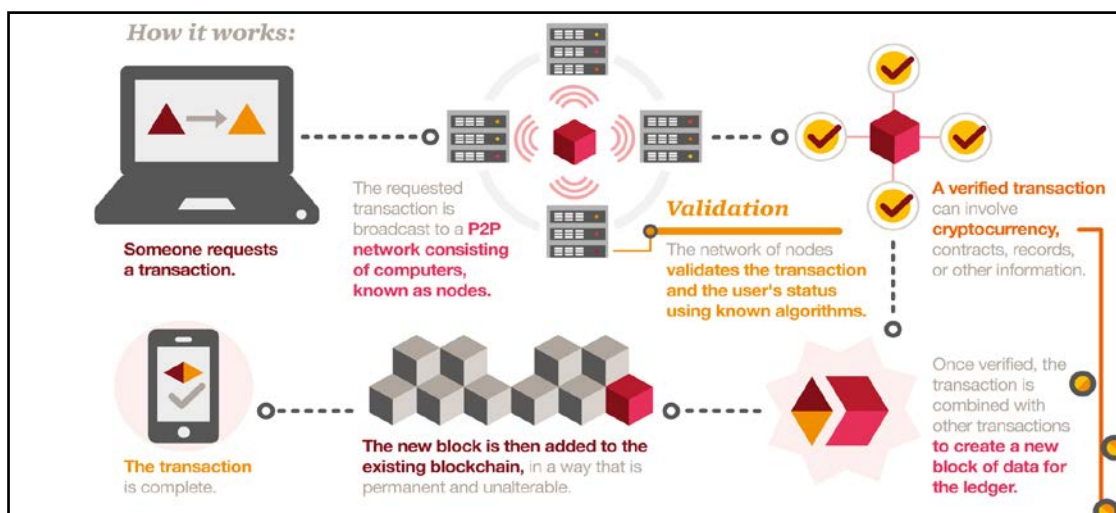 How it works:
Someone requests
a transaction.
The requested
transaction is
broadcast to a P2P
network consisting
of computers,
known as nodes.
Validation
The network of nodes
validates the transaction
and the user's status
using known algorithms.
A verified transaction
can involve
cryptocurrency,
contracts, records,
or other information.
Once verified, the
transaction is
combined with
other transactions
to create a new
block of data for
the ledger.
The new block is then added to the
existing blockchain, in a way that is
permanent and unalterable.
The transaction
is complete.